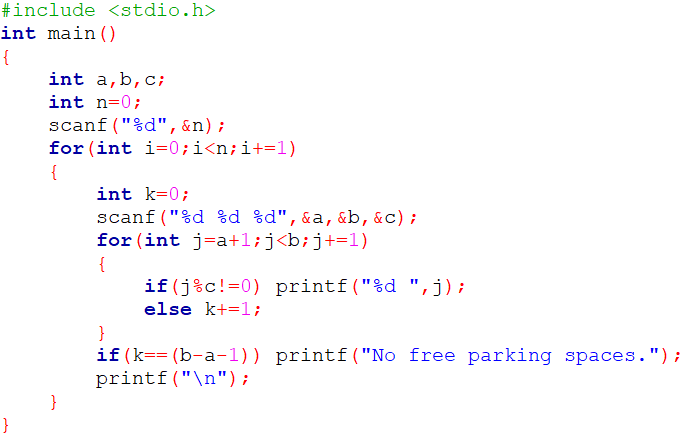 #include <stdio.h>
int main()
{
    int a,b,c;
    int n=0;
    scanf("%d",&n);
    for(int i=0;i<n;i+=1)
    {
        int k=0;
        scanf("%d %d %d",&a,&b,&c);
        for(int j=a+1;j<b;j+=1)
        {
            if(j%c!=0) printf("%d ",j);
            else k+=1;
        }
        if(k==(b-a-1)) printf("No free parking spaces.");
        printf("\n");
    }
}